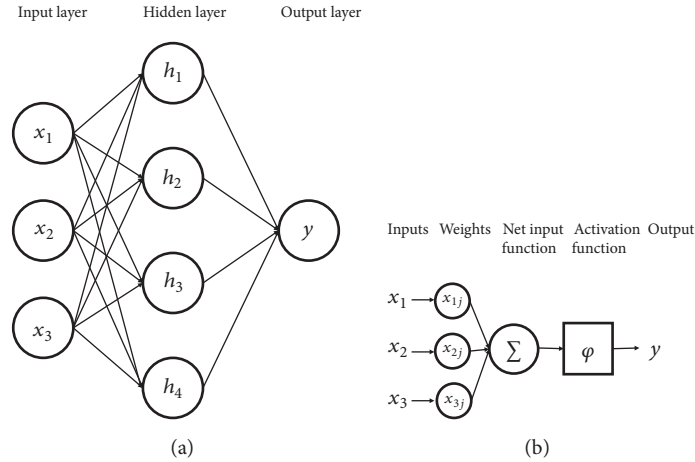 Input layer Hidden layer Output layer
x1
x2
x3
h1
h2
h3
h4
y
(a)
Inputs Weights Net input function Activation function Output
x1 x1j
x2 x2j
x3 x3j
∑ φ y
(b)